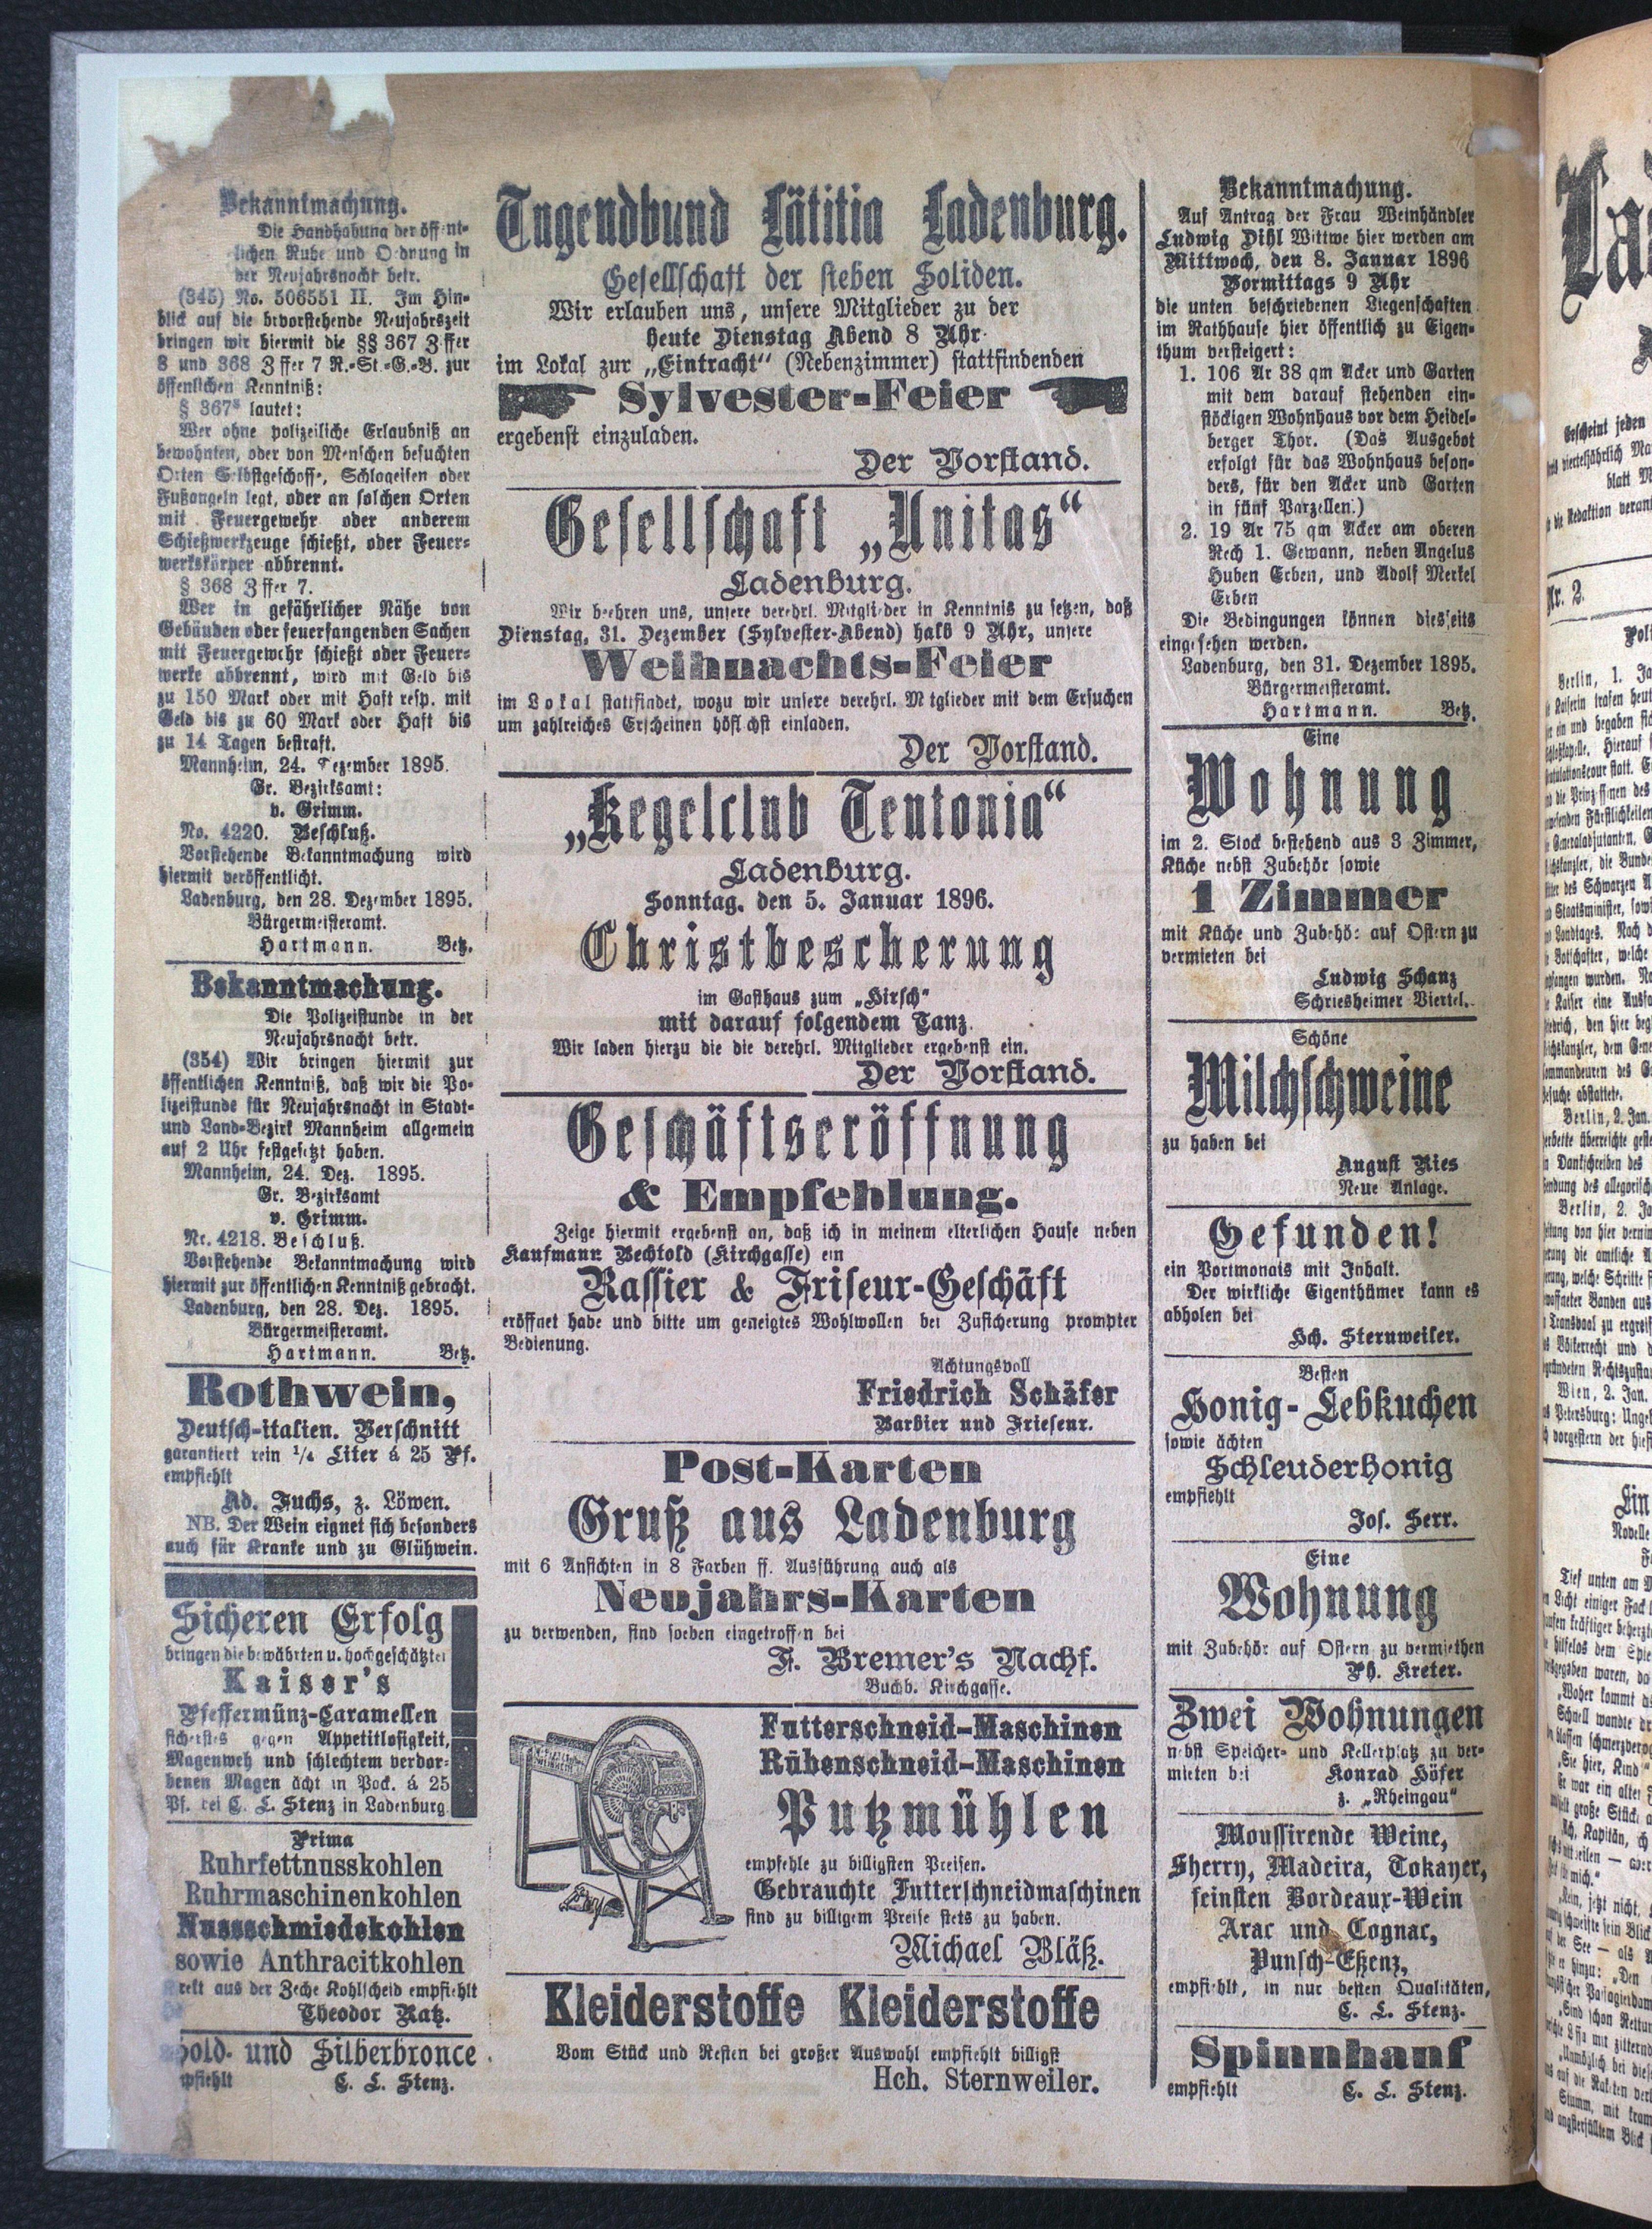 Bekanntmachung.
Die Handhabung der öffent-
lichen Ruhe und Ordnung in
der Neujahrsnacht betr.
(345) No. 506551 II. Im Hin-
blick auf die bevorstehende Neujahrszeit
bringen wir hiermit die §§ 367 Ziffer
8 und 368 Ziffer 7 R.-St.-G.-B. zur
öffentlichen Kenntniß:
§ 367⁸ lautet:
Wer ohne polizeiliche Erlaubniß an
bewohnten, oder von Menschen besuchten
Orten Selbstgeschosse, Schlageisen oder
Fußangeln legt, oder an solchen Orten
mit Feuergewehr oder anderem
Schießwerkzeuge schießt, oder Feuer-
werkskörper abbrennt.
§ 368 Ziffer 7.
Wer in gefährlicher Nähe von
Gebäuden oder feuerfangenden Sachen
mit Feuergewehr schießt oder Feuer-
werke abbrennt, wird mit Geld bis
zu 150 Mark oder mit Haft resp. mit
Geld bis zu 60 Mark oder Haft bis
zu 14 Tagen bestraft.
Mannheim, 24. Dezember 1895.
Gr. Bezirksamt:
v. Grimm.
No. 4220. Beschluß.
Vorstehende Bekanntmachung wird
hiermit veröffentlicht.
Ladenburg, den 28. Dezember 1895.
Bürgermeisteramt.
Hartmann. Betz.
Bekanntmachung.
Die Polizeistunde in der
Neujahrsnacht betr.
(354) Wir bringen hiermit zur
öffentlichen Kenntniß, daß wir die Po-
lizeistunde für Neujahrsnacht in Stadt-
und Land-Bezirk Mannheim allgemein
auf 2 Uhr festgesetzt haben.
Mannheim, 24. Dez. 1895.
Gr. Bezirksamt
v. Grimm.
Nr. 4218. Beschluß.
Vorstehende Bekanntmachung wird
hiermit zur öffentlichen Kenntniß gebracht.
Ladenburg, den 28. Dez. 1895.
Bürgermeisteramt.
Hartmann. Betz.
Rothwein,
Deutsch-italien. Verschnitt
garantiert rein ¼ Liter á 25 Pf.
empfiehlt
Ad. Fuchs, z. Löwen.
NB. Der Wein eignet sich besonders
auch für Kranke und zu Glühwein.
Sicheren Erfolg
bringen die bewährten u. hochgeschätzten
Kaiser's
Pfeffermünz-Caramellen
sicherstes gegen Appetitlosigkeit,
Magenweh und schlechtem verdor-
benen Magen ächt in Pack. á 25
Pf. bei C. L. Stenz in Ladenburg.
Prima
Ruhrfettnusskohlen
Ruhrmaschinenkohlen
Nussschmiedekohlen
sowie Anthracitkohlen
rekt aus der Zeche Kohlscheid empfiehlt
Theodor Ratz.
old- und Silberbronce
pfiehlt C. L. Stenz.
Tugendbund Lätitia Ladenburg.
Gesellschaft der sieben Soliden.
Wir erlauben uns, unsere Mitglieder zu der
heute Dienstag Abend 8 Uhr
im Lokal zur „Eintracht“ (Nebenzimmer) stattfindenden
Sylvester-Feier
ergebenst einzuladen.
Der Vorstand.
Gesellschaft „Unitas“
Ladenburg.
Wir beehren uns, unsere verehrl. Mitglieder in Kenntnis zu setzen, daß
Dienstag, 31. Dezember (Sylvester-Abend) halb 9 Uhr, unsere
Weihnachts-Feier
im Lokal stattfindet, wozu wir unsere verehrl. Mitglieder mit dem Ersuchen
um zahlreiches Erscheinen höflichst einladen.
Der Vorstand.
„Kegelclub Teutonia“
Ladenburg.
Sonntag, den 5. Januar 1896.
Christbescherung
im Gasthaus zum „Hirsch“
mit darauf folgendem Tanz.
Wir laden hierzu die die verehrl. Mitglieder ergebenst ein.
Der Vorstand.
Geschäftseröffnung
& Empfehlung.
Zeige hiermit ergebenst an, daß ich in meinem elterlichen Hause neben
Kaufmann Bechtold (Kirchgasse) ein
Rassier & Friseur-Geschäft
eröffnet habe und bitte um geneigtes Wohlwollen bei Zusicherung prompter
Bedienung.
Achtungsvoll
Friedrich Schäfer
Barbier und Frieseur.
Post-Karten
Gruß aus Ladenburg
mit 6 Ansichten in 8 Farben ff. Ausführung auch als
Neujahrs-Karten
zu verwenden, sind soeben eingetroffen bei
F. Bremer's Nachf.
Buchb. Kirchgasse.
Futterschneid-Maschinen
Rübenschneid-Maschinen
Putzmühlen
empfehle zu billigsten Preisen.
Gebrauchte Futterschneidmaschinen
sind zu billigem Preise stets zu haben.
Michael Bläß.
Kleiderstoffe Kleiderstoffe
Vom Stück und Resten bei großer Auswahl empfiehlt billigst
Hch. Sternweiler.
Bekanntmachung.
Auf Antrag der Frau Weinhändler
Ludwig Dihl Wittwe hier werden am
Mittwoch, den 8. Januar 1896
Vormittags 9 Uhr
die unten beschriebenen Liegenschaften
im Rathhause hier öffentlich zu Eigen-
thum versteigert:
1. 106 Ar 38 qm Acker und Garten
mit dem darauf stehenden ein-
stöckigen Wohnhaus vor dem Heidel-
berger Thor. (Das Ausgebot
erfolgt für das Wohnhaus beson-
ders, für den Acker und Garten
in fünf Parzellen.)
2. 19 Ar 75 qm Acker am oberen
Rech 1. Gewann, neben Angelus
Huben Erben, und Adolf Merkel
Erben
Die Bedingungen können diesseits
eingesehen werden.
Ladenburg, den 31. Dezember 1895.
Bürgermeisteramt.
Hartmann. Betz.
Eine
Wohnung
im 2. Stock bestehend aus 3 Zimmer,
Küche nebst Zubehör sowie
1 Zimmer
mit Küche und Zubehör auf Ostern zu
vermieten bei
Ludwig Schanz
Schriesheimer Viertel.
Schöne
Milchschweine
zu haben bei
August Ries
Neue Anlage.
Gefunden!
ein Portmonais mit Inhalt.
Der wirkliche Eigenthümer kann es
abholen bei
Hch. Sternweiler.
Besten
Honig-Lebkuchen
sowie ächten
Schleuderhonig
empfiehlt
Jos. Serr.
Eine
Wohnung
mit Zubehör auf Ostern zu vermiethen
Ph. Kreter.
Zwei Wohnungen
nebst Speicher- und Kellerplatz zu ver-
mieten bei Konrad Höfer
z. „Rheingau“
Moussirende Weine,
Sherry, Madeira, Tokayer,
feinsten Bordeaux-Wein
Arac und Cognac,
Punsch-Eßenz,
empfiehlt, in nur besten Qualitäten,
C. L. Stenz.
Spinnhanf
empfiehlt C. L. Stenz.
La
Erscheint jeden
Nr. 2.
Berlin, 1. Ja
Berlin, 2. Jan.
Berlin, 2. Ja
Wien, 2. Jan.
Novelle
Tief unten am